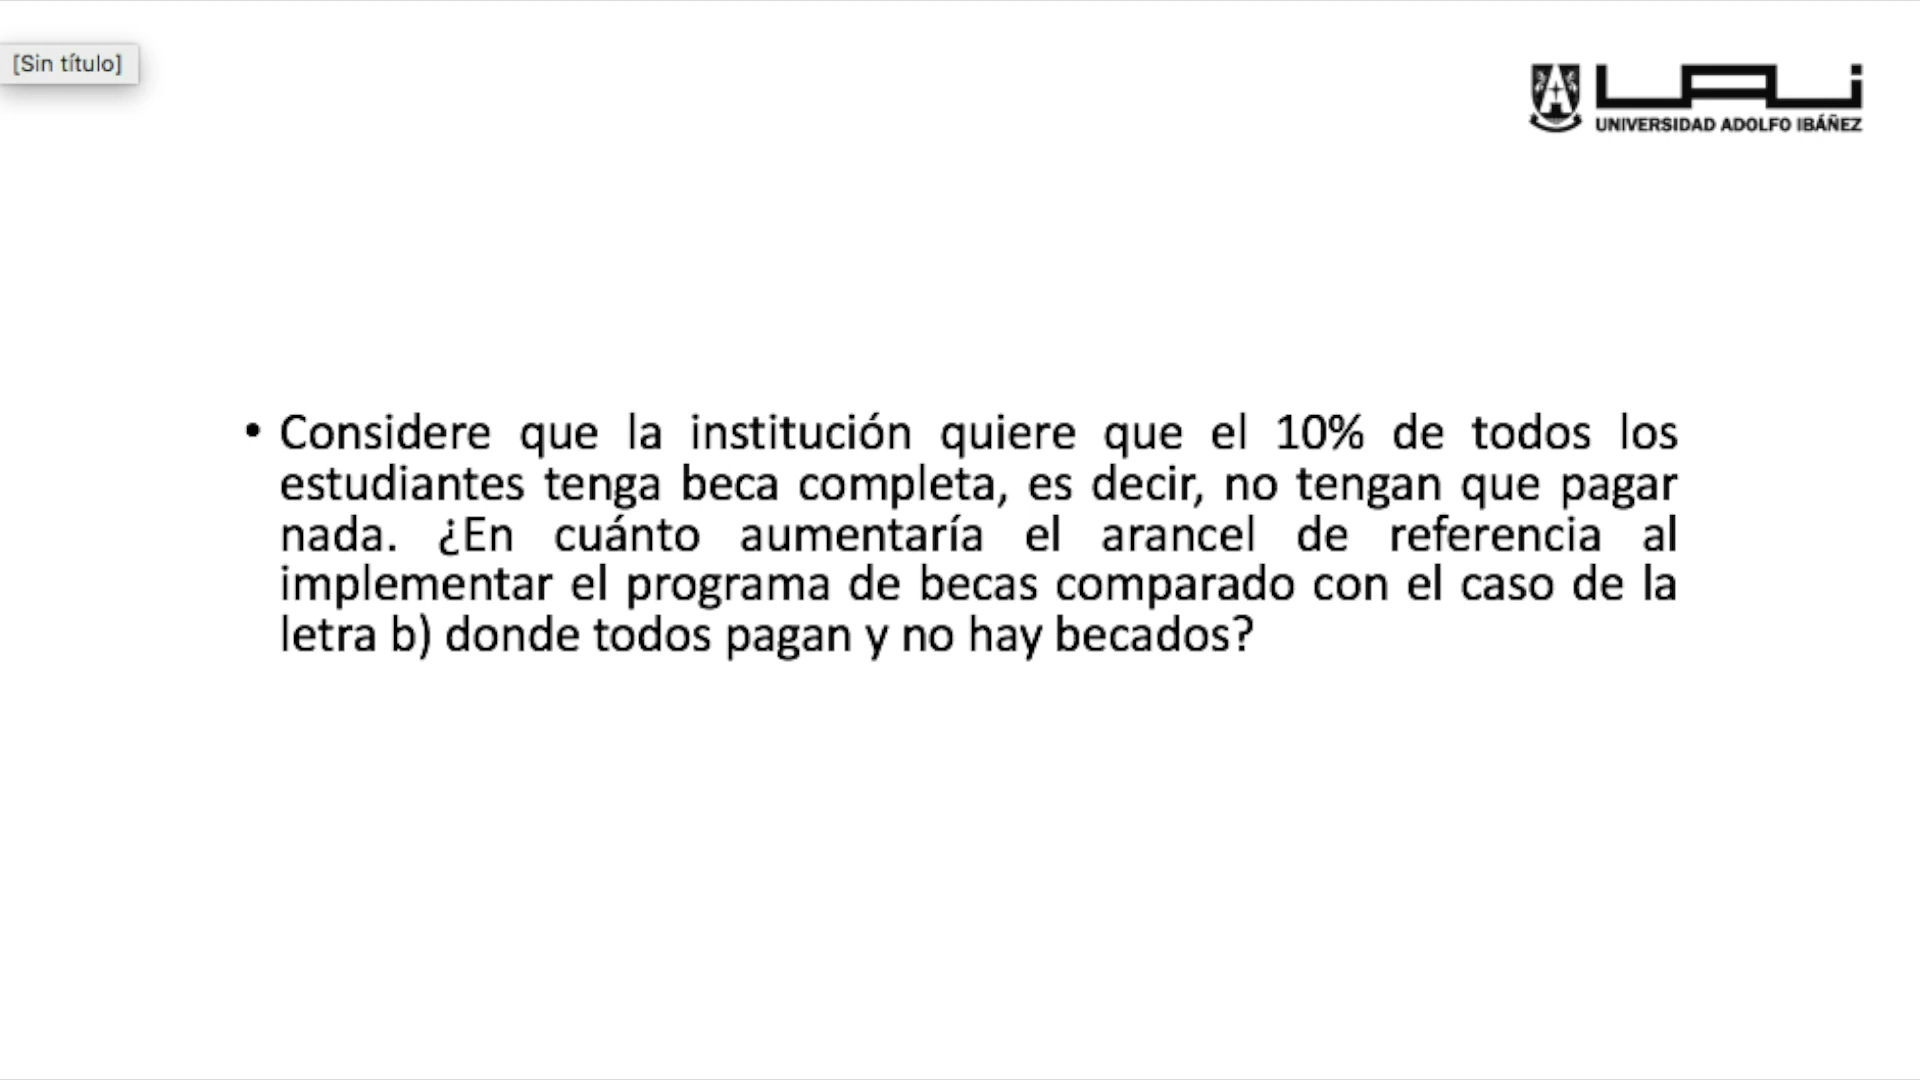 [Sin título]
UAI
UNIVERSIDAD ADOLFO IBÁÑEZ
• Considere que la institución quiere que el 10% de todos los
estudiantes tenga beca completa, es decir, no tengan que pagar
nada. ¿En cuánto aumentaría el arancel de referencia al
implementar el programa de becas comparado con el caso de la
letra b) donde todos pagan y no hay becados?